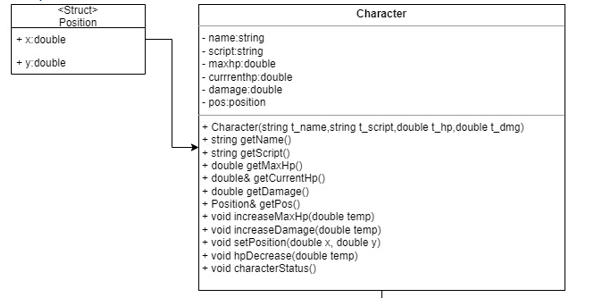 <Struct>
Position
+ x:double
+ y:double
Character
- name:string
- script:string
- maxhp:double
- currrenthp:double
- damage:double
- pos:position
+ Character(string t_name,string t_script,double t_hp,double t_dmg)
+ string getName()
+ string getScript()
+ double getMaxHp()
+ double& getCurrentHp()
+ double getDamage()
+ Position& getPos()
+ void increaseMaxHp(double temp)
+ void increaseDamage(double temp)
+ void setPosition(double x, double y)
+ void hpDecrease(double temp)
+ void characterStatus()